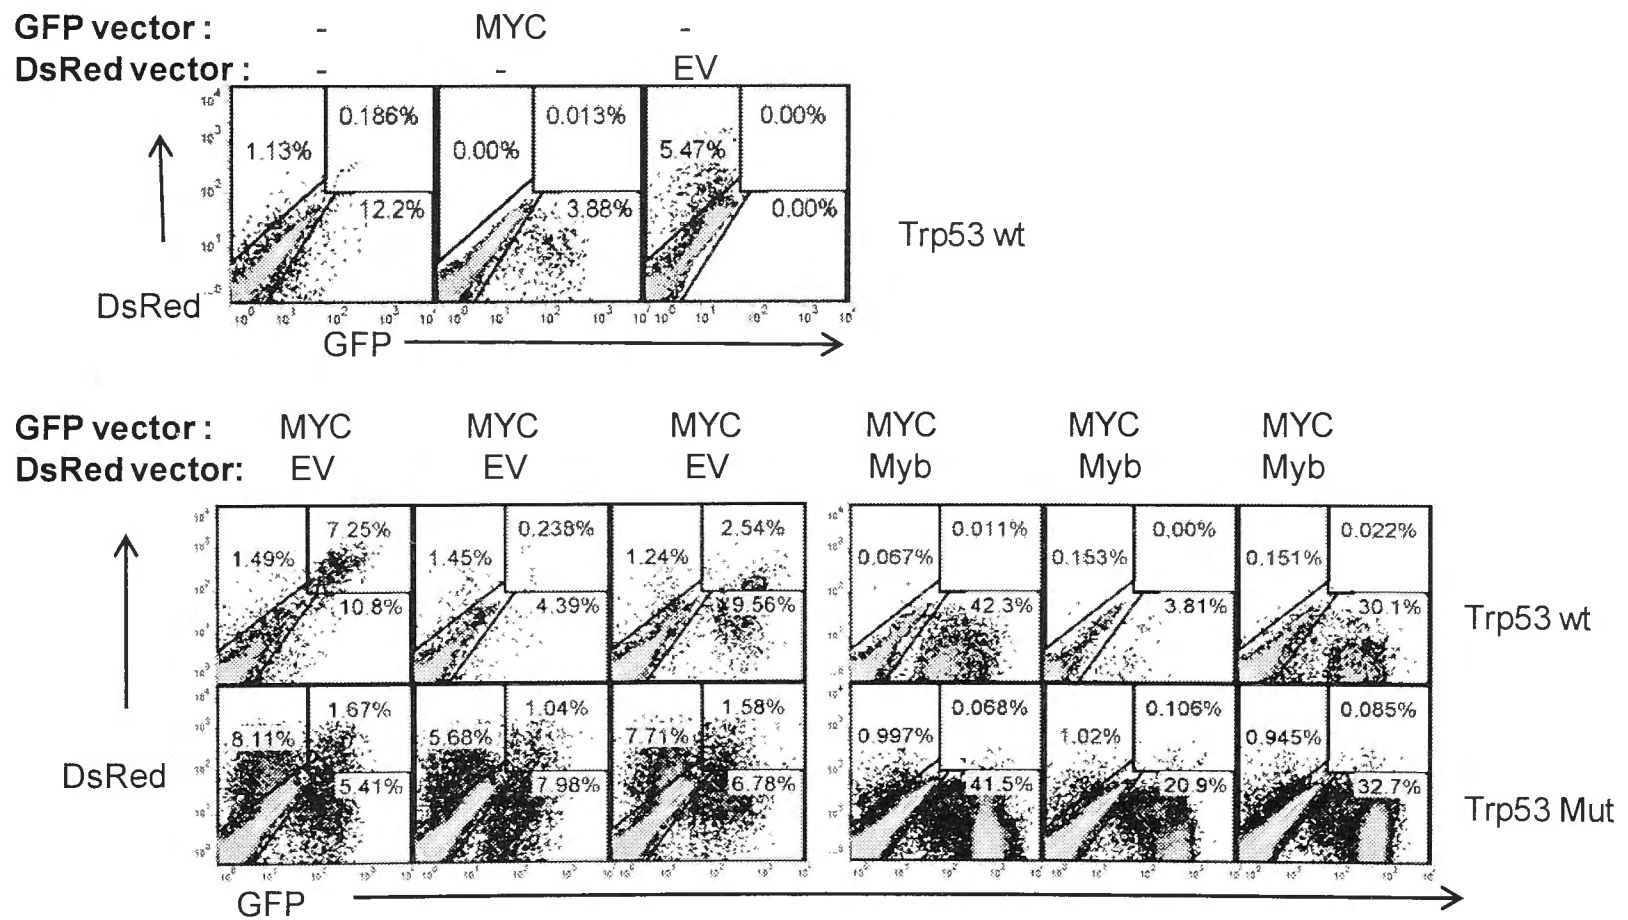 GFP vector : - MYC -
DsRed vector : - - EV
0.186% 0.013% 0.00%
1.13% 0.00% 5.47%
12.2% 3.88% 0.00%
Trp53 wt
DsRed
GFP
GFP vector : MYC MYC MYC MYC MYC MYC
DsRed vector: EV EV EV Myb Myb Myb
7.25% 0.238% 2.54% 0.011% 0.00% 0.022%
1.49% 1.45% 1.24% 0.067% 0.153% 0.151%
10.8% 4.39% 9.56% 42.3% 3.81% 30.1%
Trp53 wt
1.67% 1.04% 1.58% 0.068% 0.106% 0.085%
8.11% 5.68% 7.71% 0.997% 1.02% 0.945%
5.41% 7.98% 6.78% 41.5% 20.9% 32.7%
DsRed
Trp53 Mut
GFP